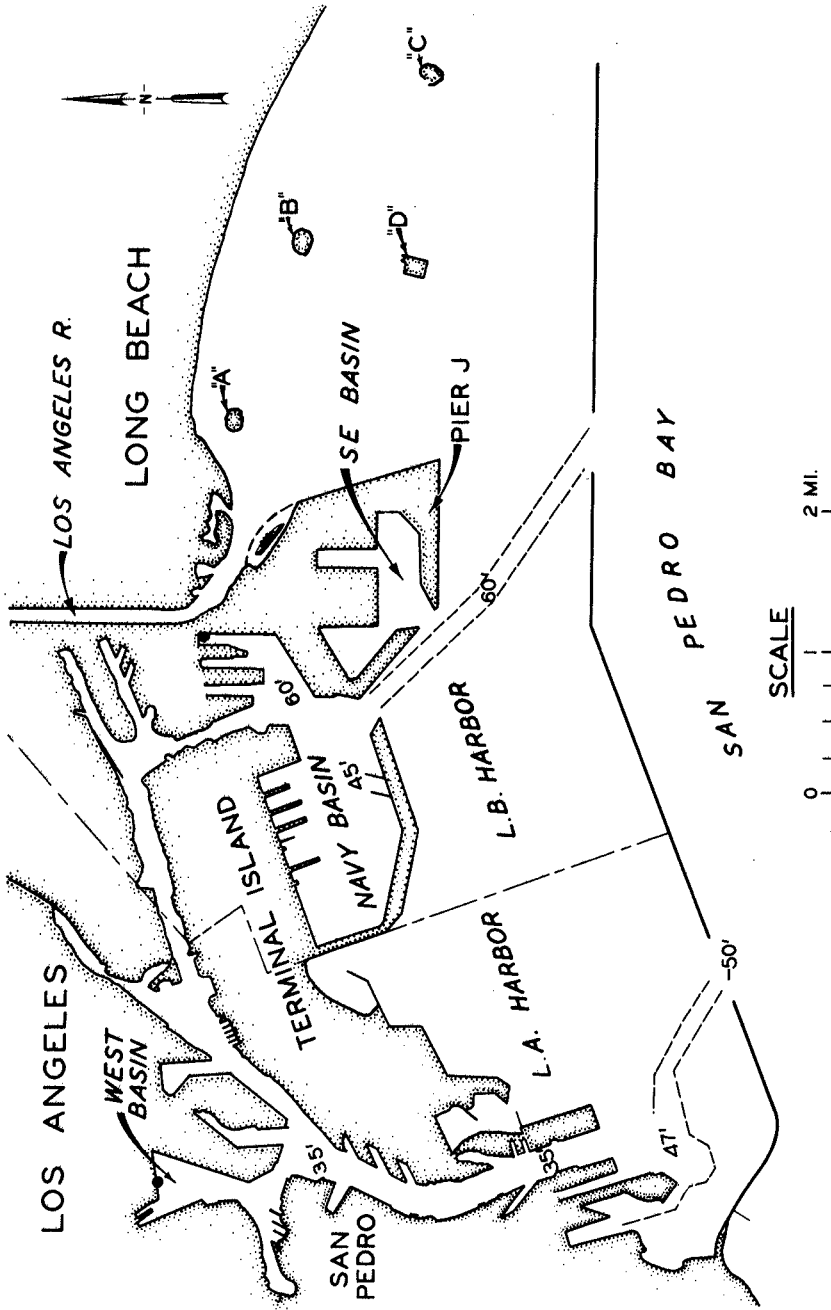 LOS ANGELES
WEST
BASIN
LOS ANGELES R.
LONG BEACH
-N-
"A"
"B"
"C"
"D"
SE BASIN
PIER J
60'
60'
TERMINAL ISLAND
NAVY BASIN
45'
L.B. HARBOR
L.A. HARBOR
35'
35'
SAN
PEDRO
47'
50'
SAN PEDRO BAY
SCALE
0 1 2 MI.